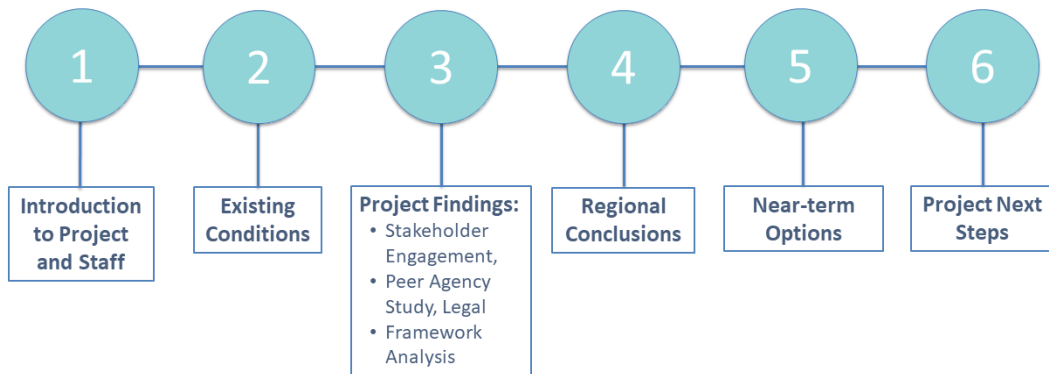 1
2
3
4
5
6
Introduction
to Project
and Staff
Existing
Conditions
Project Findings:
• Stakeholder
Engagement,
• Peer Agency
Study, Legal
• Framework
Analysis
Regional
Conclusions
Near-term
Options
Project Next
Steps